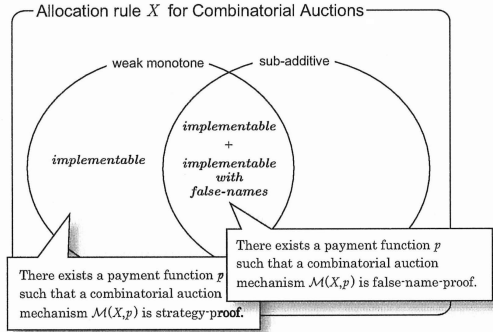 Allocation rule X for Combinatorial Auctions
weak monotone
sub-additive
implementable
implementable
+
implementable
with
false-names
There exists a payment function p
such that a combinatorial auction
mechanism M(X,p) is false-name-proof.
There exists a payment function p
such that a combinatorial auction
mechanism M(X,p) is strategy-proof.